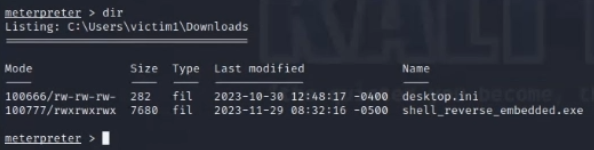 meterpreter > dir
Listing: C:\Users\victim1\Downloads
===================================
Mode Size Type Last modified Name
---- ---- ---- ------------- ----
100666/rw-rw-rw- 282 fil 2023-10-30 12:48:17 -0400 desktop.ini
100777/rwxrwxrwx 7680 fil 2023-11-29 08:32:16 -0500 shell_reverse_embedded.exe
meterpreter >